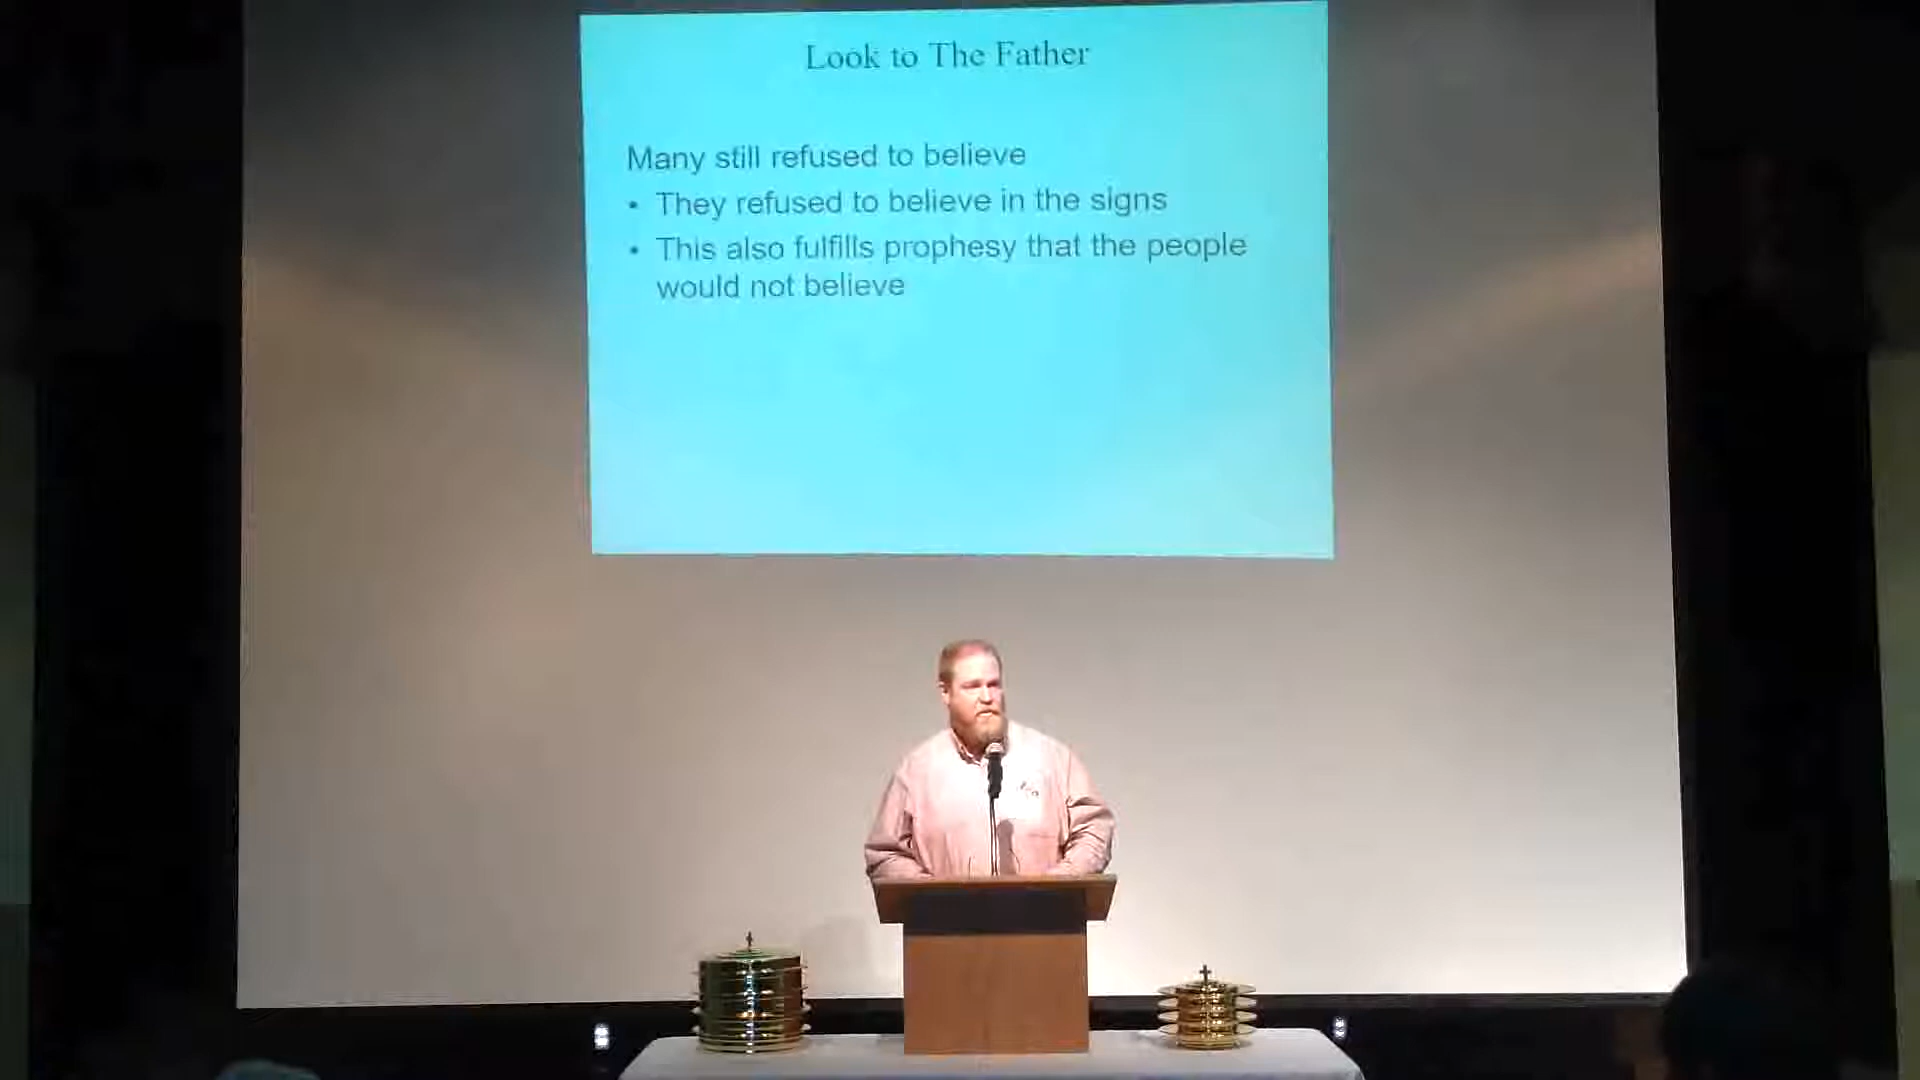 Look to The Father
Many still refused to believe
• They refused to believe in the signs
• This also fulfills prophesy that the people
would not believe